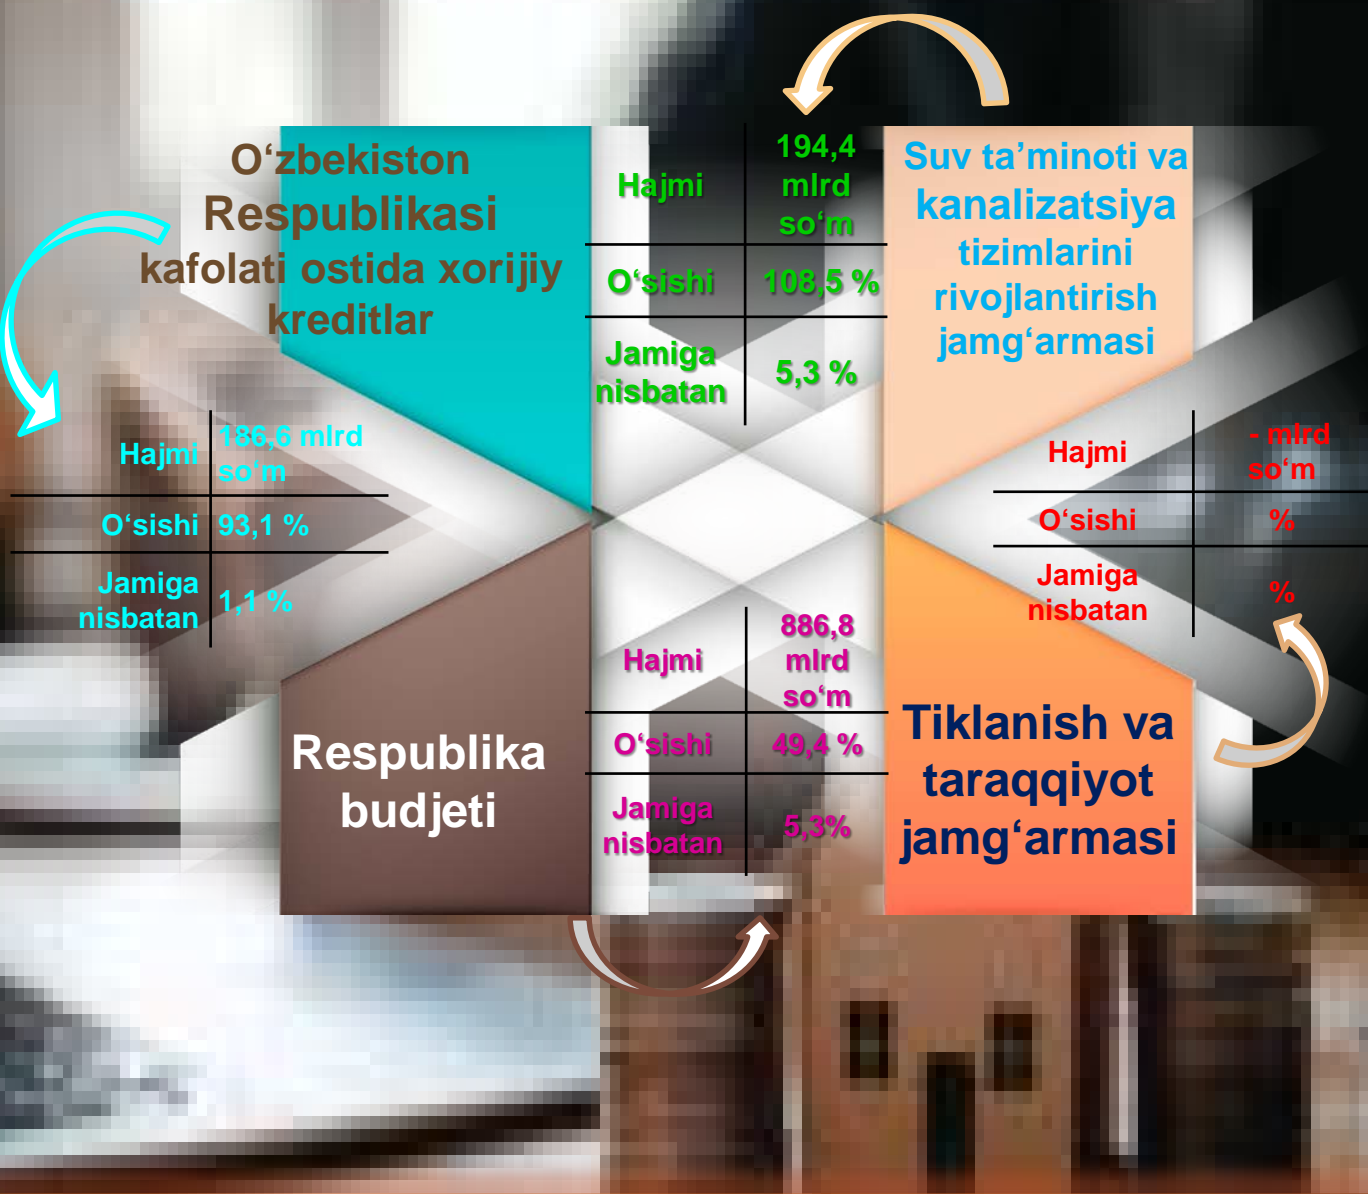 O‘zbekiston
Respublikasi
kafolati ostida xorijiy
kreditlar
Hajmi
186,6 mlrd
so‘m
O‘sishi
93,1 %
Jamiga
nisbatan
1,1 %
Hajmi
194,4
mlrd
so‘m
O‘sishi
108,5 %
Jamiga
nisbatan
5,3 %
Suv ta’minoti va
kanalizatsiya
tizimlarini
rivojlantirish
jamg‘armasi
Hajmi
- mlrd
so‘m
O‘sishi
%
Jamiga
nisbatan
%
Respublika
budjeti
Hajmi
886,8
mlrd
so‘m
O‘sishi
49,4 %
Jamiga
nisbatan
5,3%
Tiklanish va
taraqqiyot
jamg‘armasi